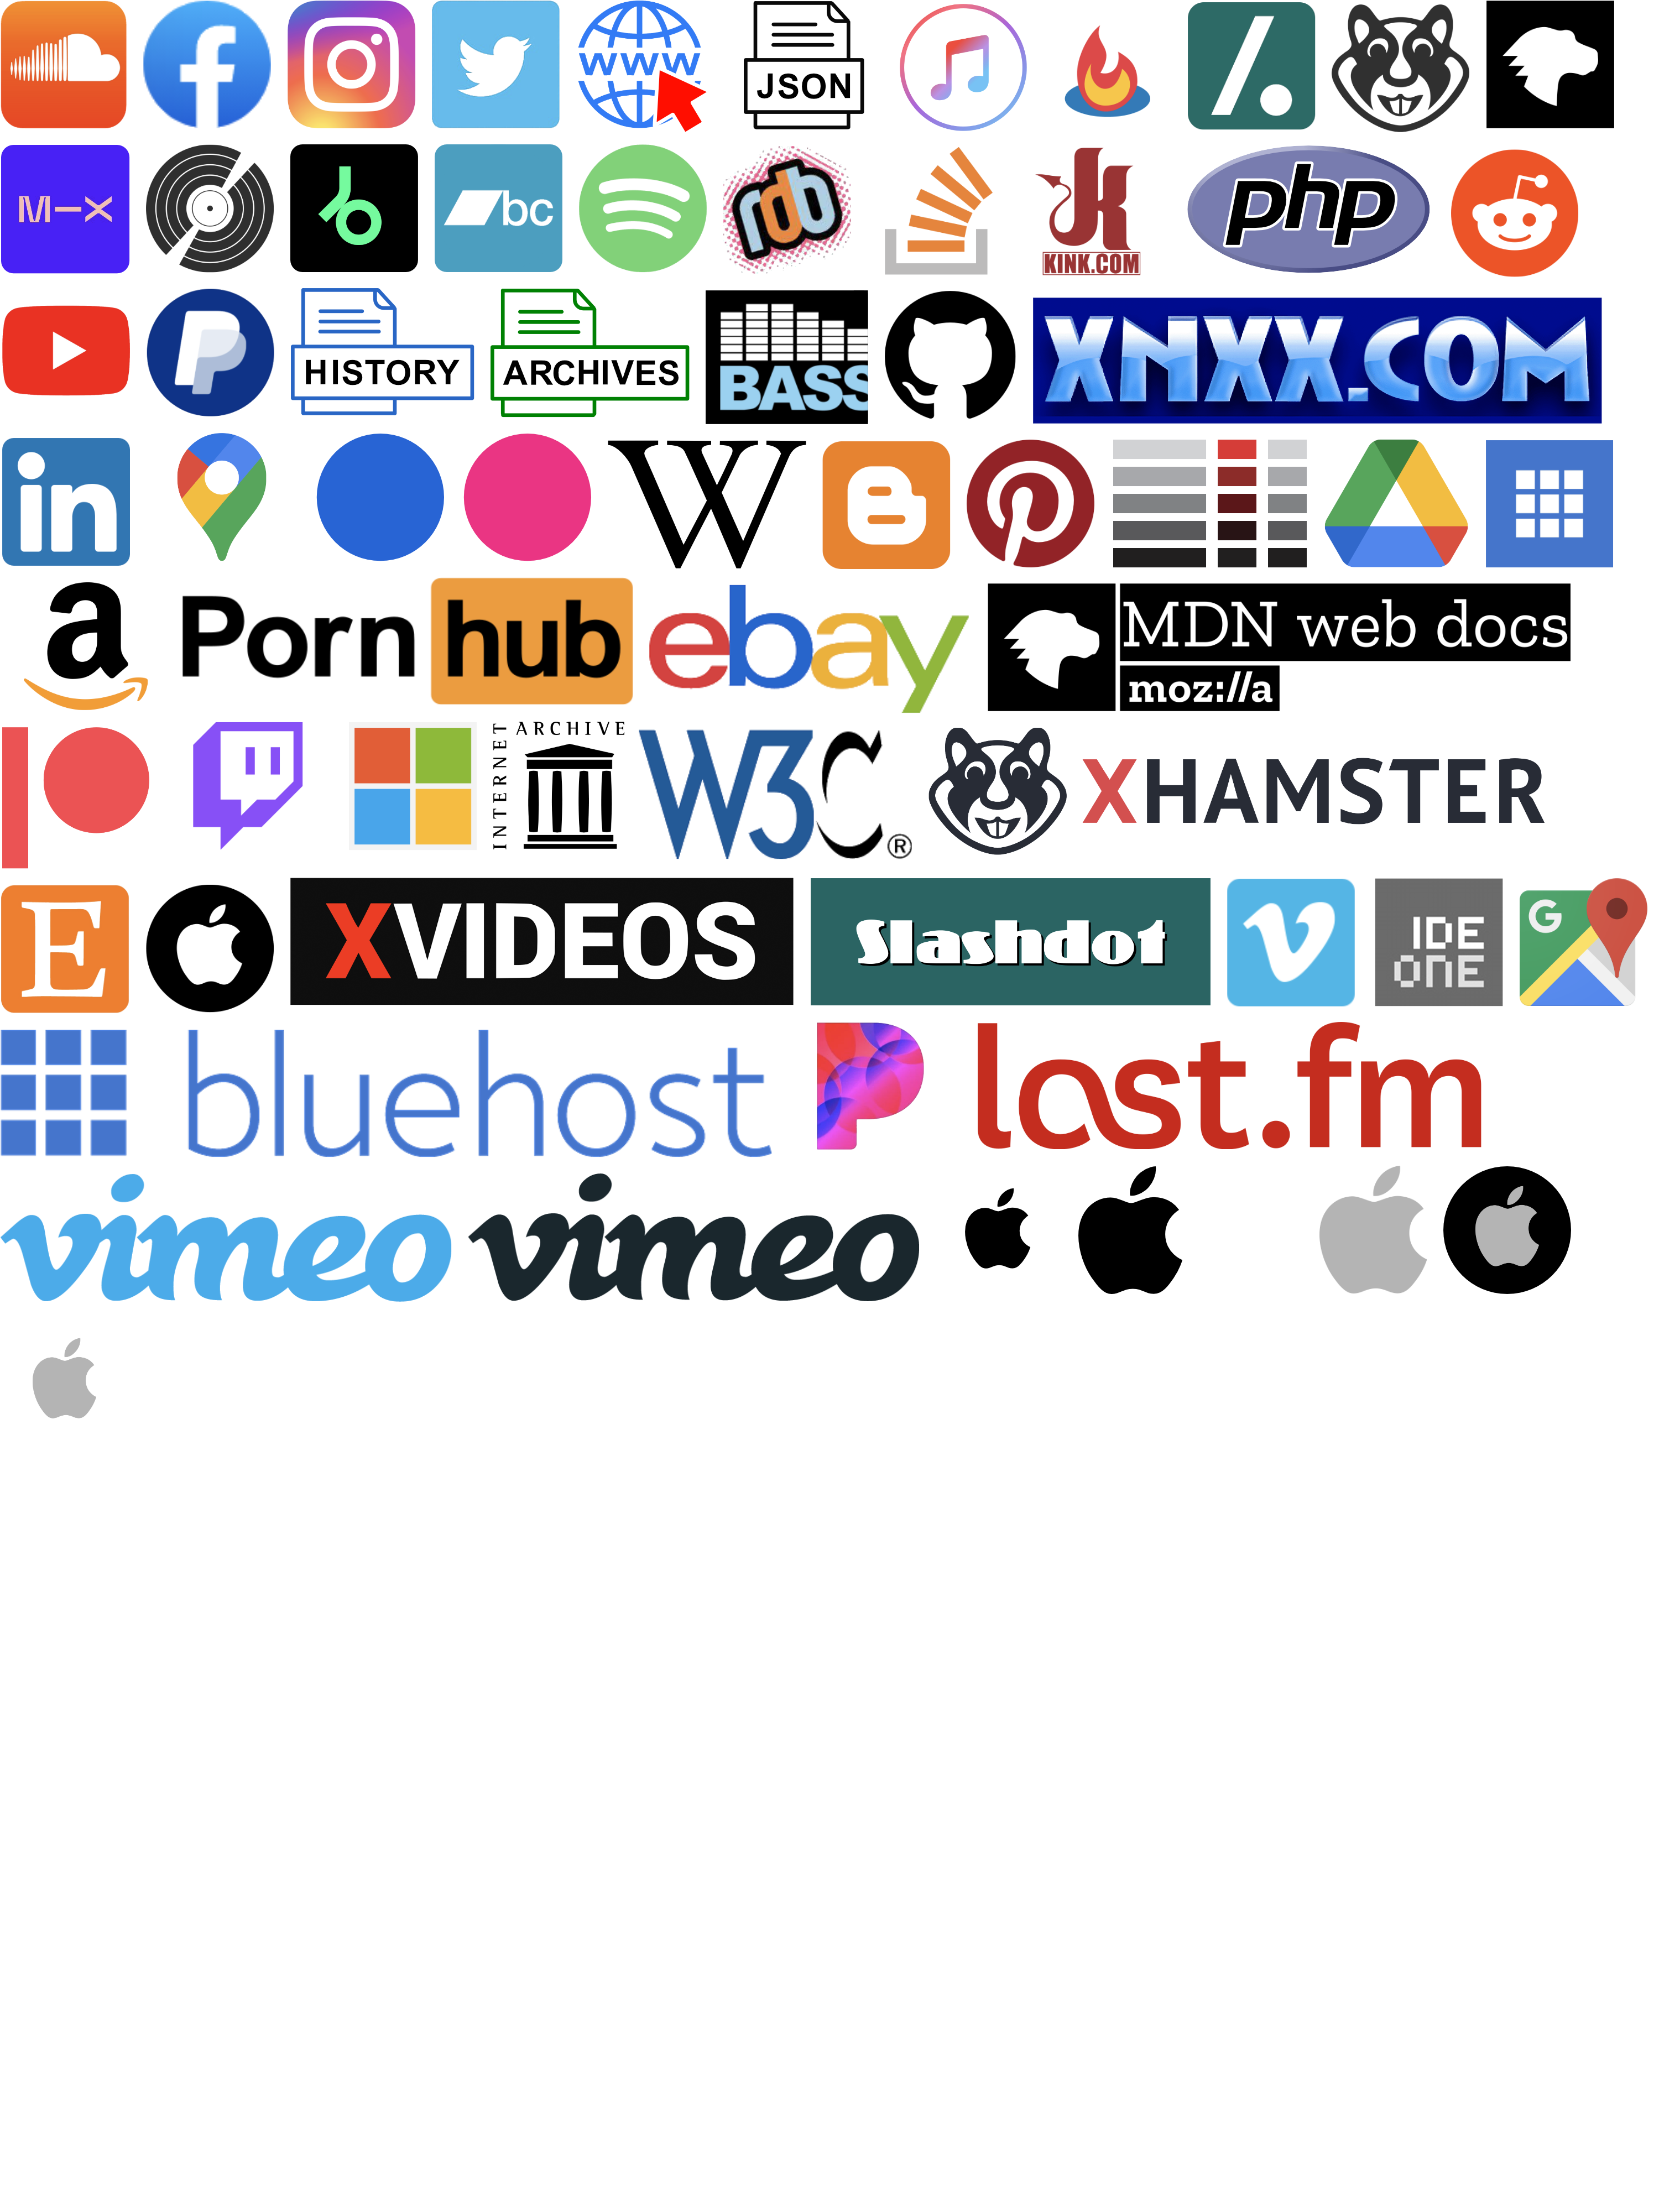 WWW
JSON
M-X
bc
rdb
KINK.COM
php
HISTORY
ARCHIVES
BASS
XNXX.COM
in
W
B
a
Porn hub
ebay
MDN web docs
moz://a
INTERNET ARCHIVE
W3C®
XHAMSTER
E
XVIDEOS
Slashdot
v
IDE
ONE
G
bluehost
P
last.fm
vimeo
vimeo